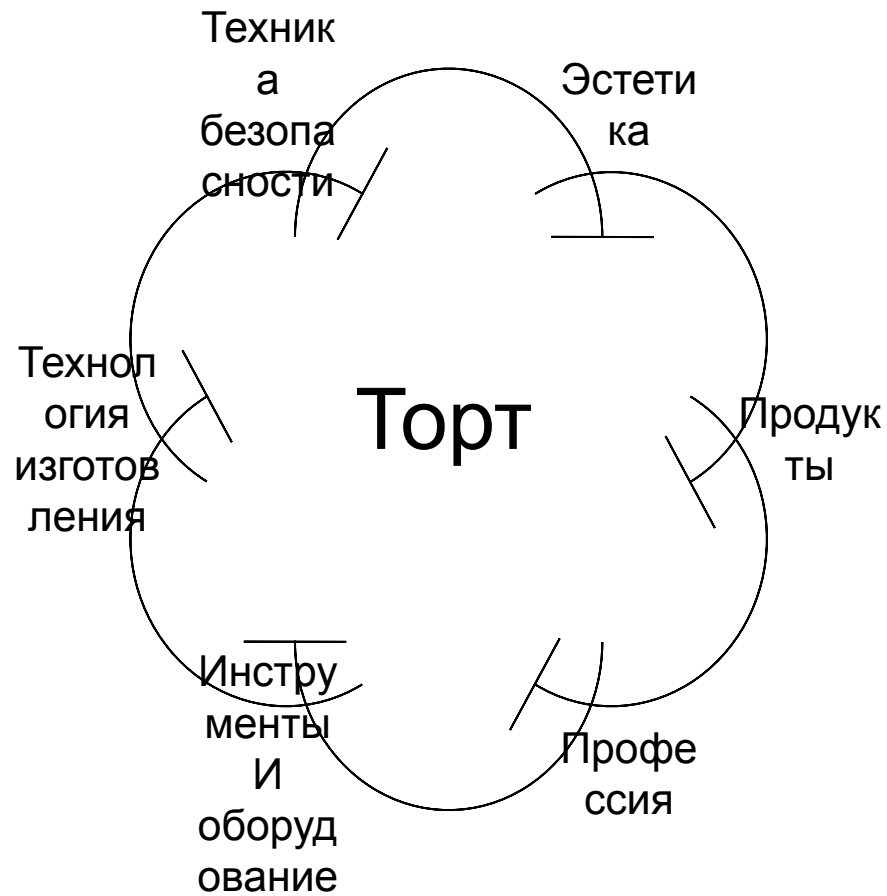 Техник
а
безопа
сности
Эстети
ка
Технол
огия
изготов
ления
Торт
Продук
ты
Инстру
менты
И
оборуд
ование
Профе
ссия